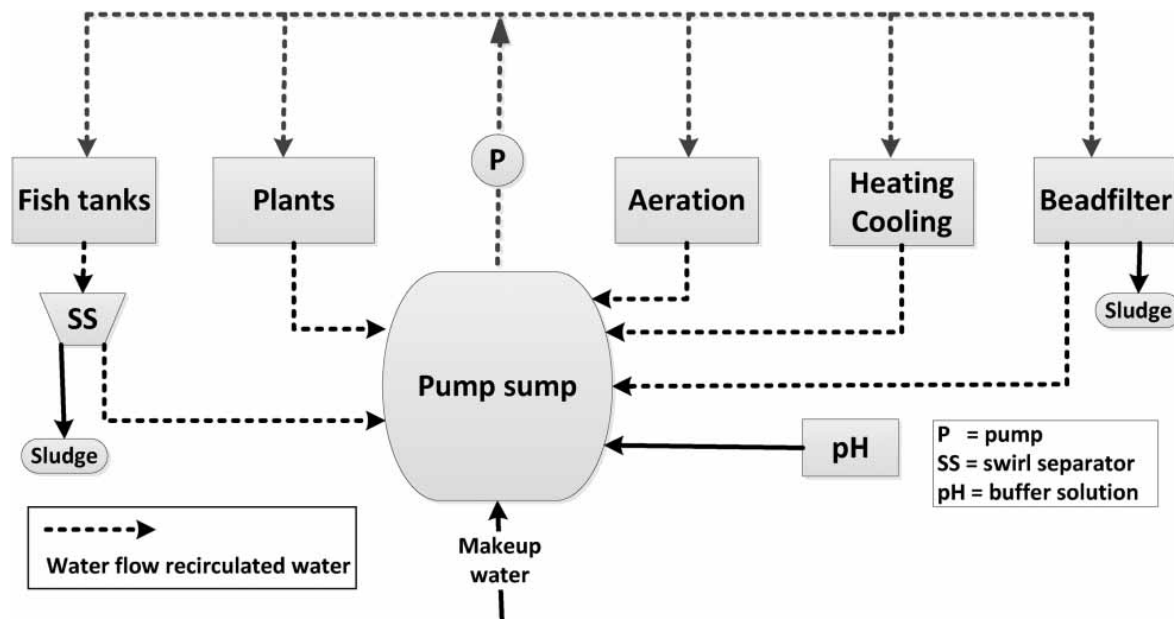 P
Fish tanks
Plants
Aeration
Heating
Cooling
Beadfilter
SS
Sludge
Pump sump
Sludge
pH
P = pump
SS = swirl separator
pH = buffer solution
Water flow recirculated water
Makeup
water